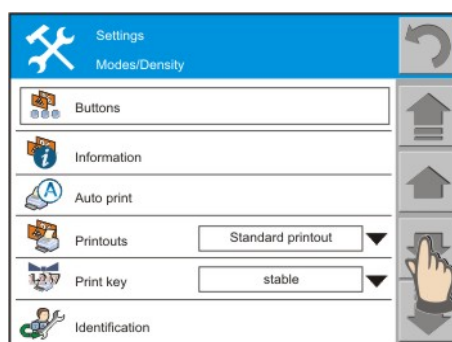 Settings
Modes/Density
Buttons
Information
Auto print
Printouts Standard printout
Print key stable
Identification